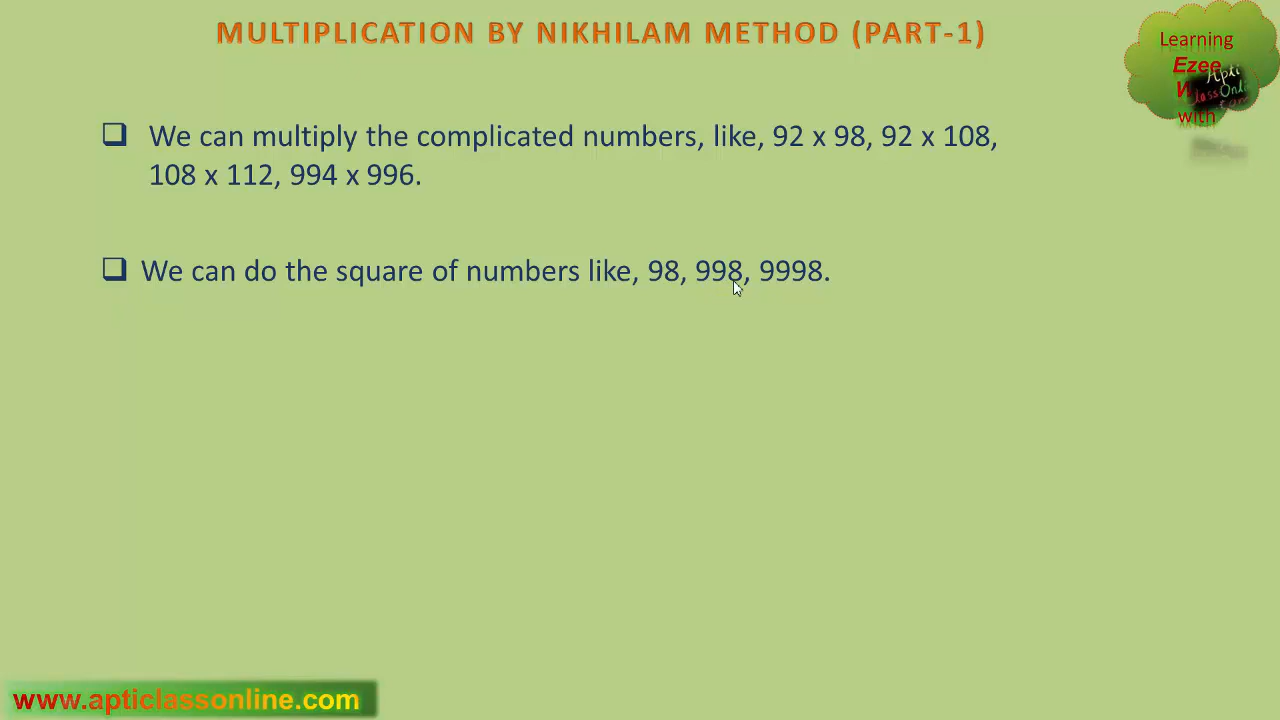 MULTIPLICATION BY NIKHILAM METHOD (PART-1)
Learning
Ezee
with
We can multiply the complicated numbers, like, 92 x 98, 92 x 108,
108 x 112, 994 x 996.
We can do the square of numbers like, 98, 998, 9998.
www.apticlassonline.com